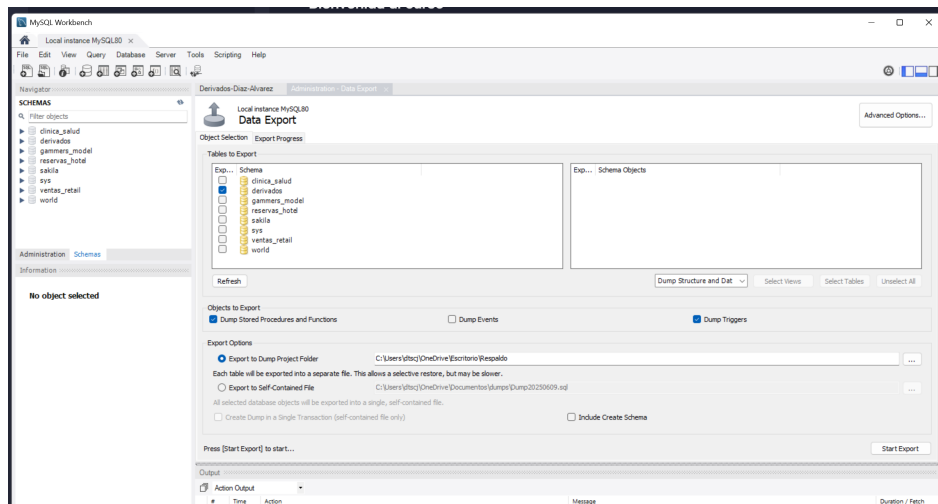 Bienvenida al curso
MySQL Workbench
Local instance MySQL80
File Edit View Query Database Server Tools Scripting Help
Navigator
SCHEMAS
Filter objects
clinica_salud
derivados
gammers_model
reservas_hotel
sakila
sys
ventas_retail
world
Administration Schemas
Information
No object selected
Derivados-Diaz-Alvarez Administration - Data Export
Local instance MySQL80
Data Export
Advanced Options...
Object Selection Export Progress
Tables to Export
Exp... Schema
clinica_salud
derivados
gammers_model
reservas_hotel
sakila
sys
ventas_retail
world
Exp... Schema Objects
Refresh
Dump Structure and Dat
Select Views
Select Tables
Unselect All
Objects to Export
Dump Stored Procedures and Functions
Dump Events
Dump Triggers
Export Options
Export to Dump Project Folder
C:\Users\dtscj\OneDrive\Escritorio\Respaldo
...
Each table will be exported into a separate file. This allows a selective restore, but may be slower.
Export to Self-Contained File
C:\Users\dtscj\OneDrive\Documentos\dumps\Dump20250609.sql
...
All selected database objects will be exported into a single, self-contained file.
Create Dump in a Single Transaction (self-contained file only)
Include Create Schema
Press [Start Export] to start...
Start Export
Output
Action Output
# Time Action Message Duration / Fetch